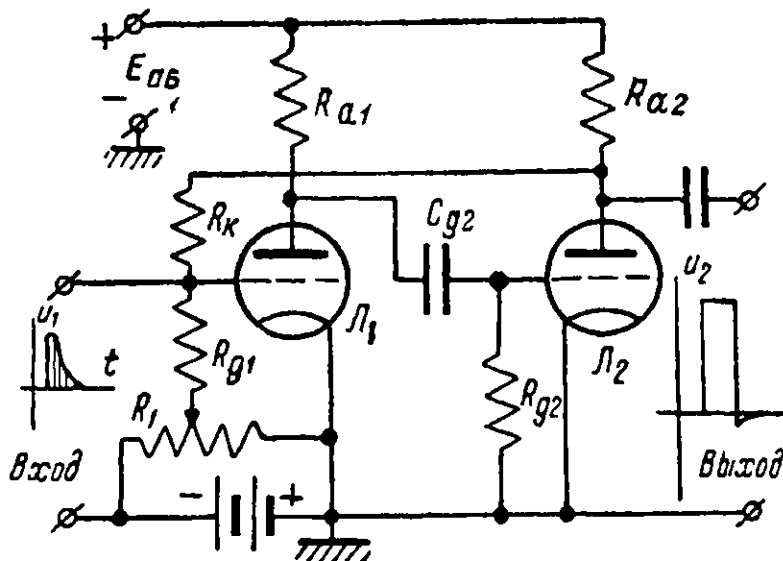 +
Eаб
-
Ra1
Ra2
Rк
Cg2
u2
u1
t
Л1
Л2
Rg1
Rg2
R1
Вход
Выход
- +